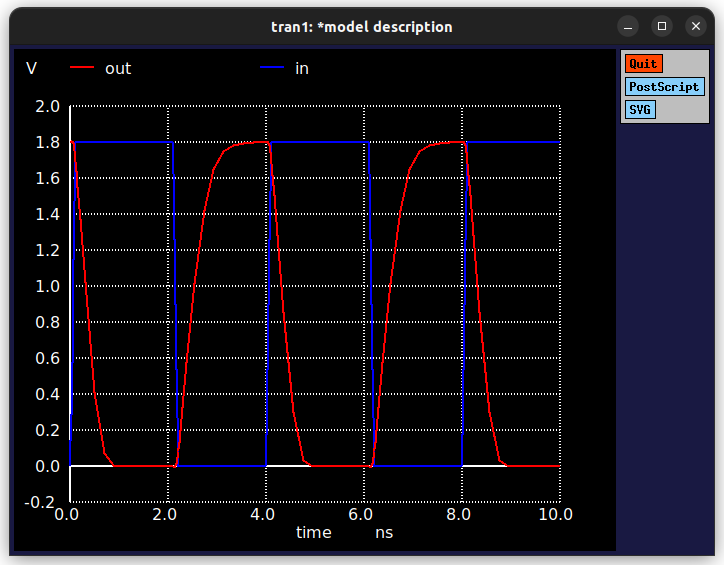 tran1: *model description
Quit
PostScript
SVG
V out in
2.0
1.8
1.6
1.4
1.2
1.0
0.8
0.6
0.4
0.2
0.0
-0.2
0.0 2.0 4.0 6.0 8.0 10.0
time ns